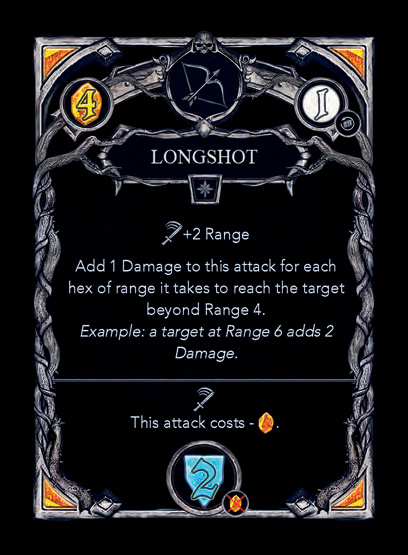 4
1
LONGSHOT
+2 Range
Add 1 Damage to this attack for each
hex of range it takes to reach the target
beyond Range 4.
Example: a target at Range 6 adds 2
Damage.
This attack costs - .
2